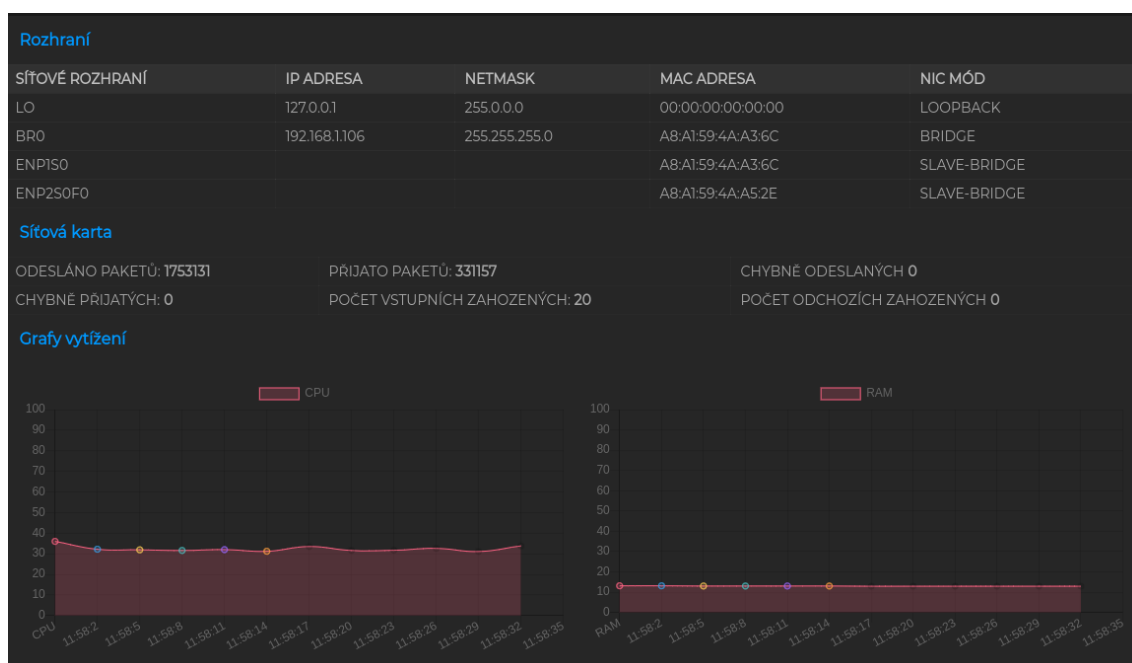 Rozhraní
SÍŤOVÉ ROZHRANÍ IP ADRESA NETMASK MAC ADRESA NIC MÓD
LO 127.0.0.1 255.0.0.0 00:00:00:00:00:00 LOOPBACK
BR0 192.168.1.106 255.255.255.0 A8:A1:59:4A:A3:6C BRIDGE
ENP1S0 A8:A1:59:4A:A3:6C SLAVE-BRIDGE
ENP2S0F0 A8:A1:59:4A:A5:2E SLAVE-BRIDGE
Síťová karta
ODESLÁNO PAKETŮ: 1753131 PŘIJATO PAKETŮ: 331157 CHYBNĚ ODESLANÝCH 0
CHYBNĚ PŘIJATÝCH: 0 POČET VSTUPNÍCH ZAHOZENÝCH: 20 POČET ODCHOZÍCH ZAHOZENÝCH 0
Grafy vytížení
CPU
100
90
80
70
60
50
40
30
20
10
0
CPU 11:58:2 11:58:5 11:58:8 11:58:11 11:58:14 11:58:17 11:58:20 11:58:23 11:58:26 11:58:29 11:58:32 11:58:35
RAM
100
90
80
70
60
50
40
30
20
10
0
RAM 11:58:2 11:58:5 11:58:8 11:58:11 11:58:14 11:58:17 11:58:20 11:58:23 11:58:26 11:58:29 11:58:32 11:58:35